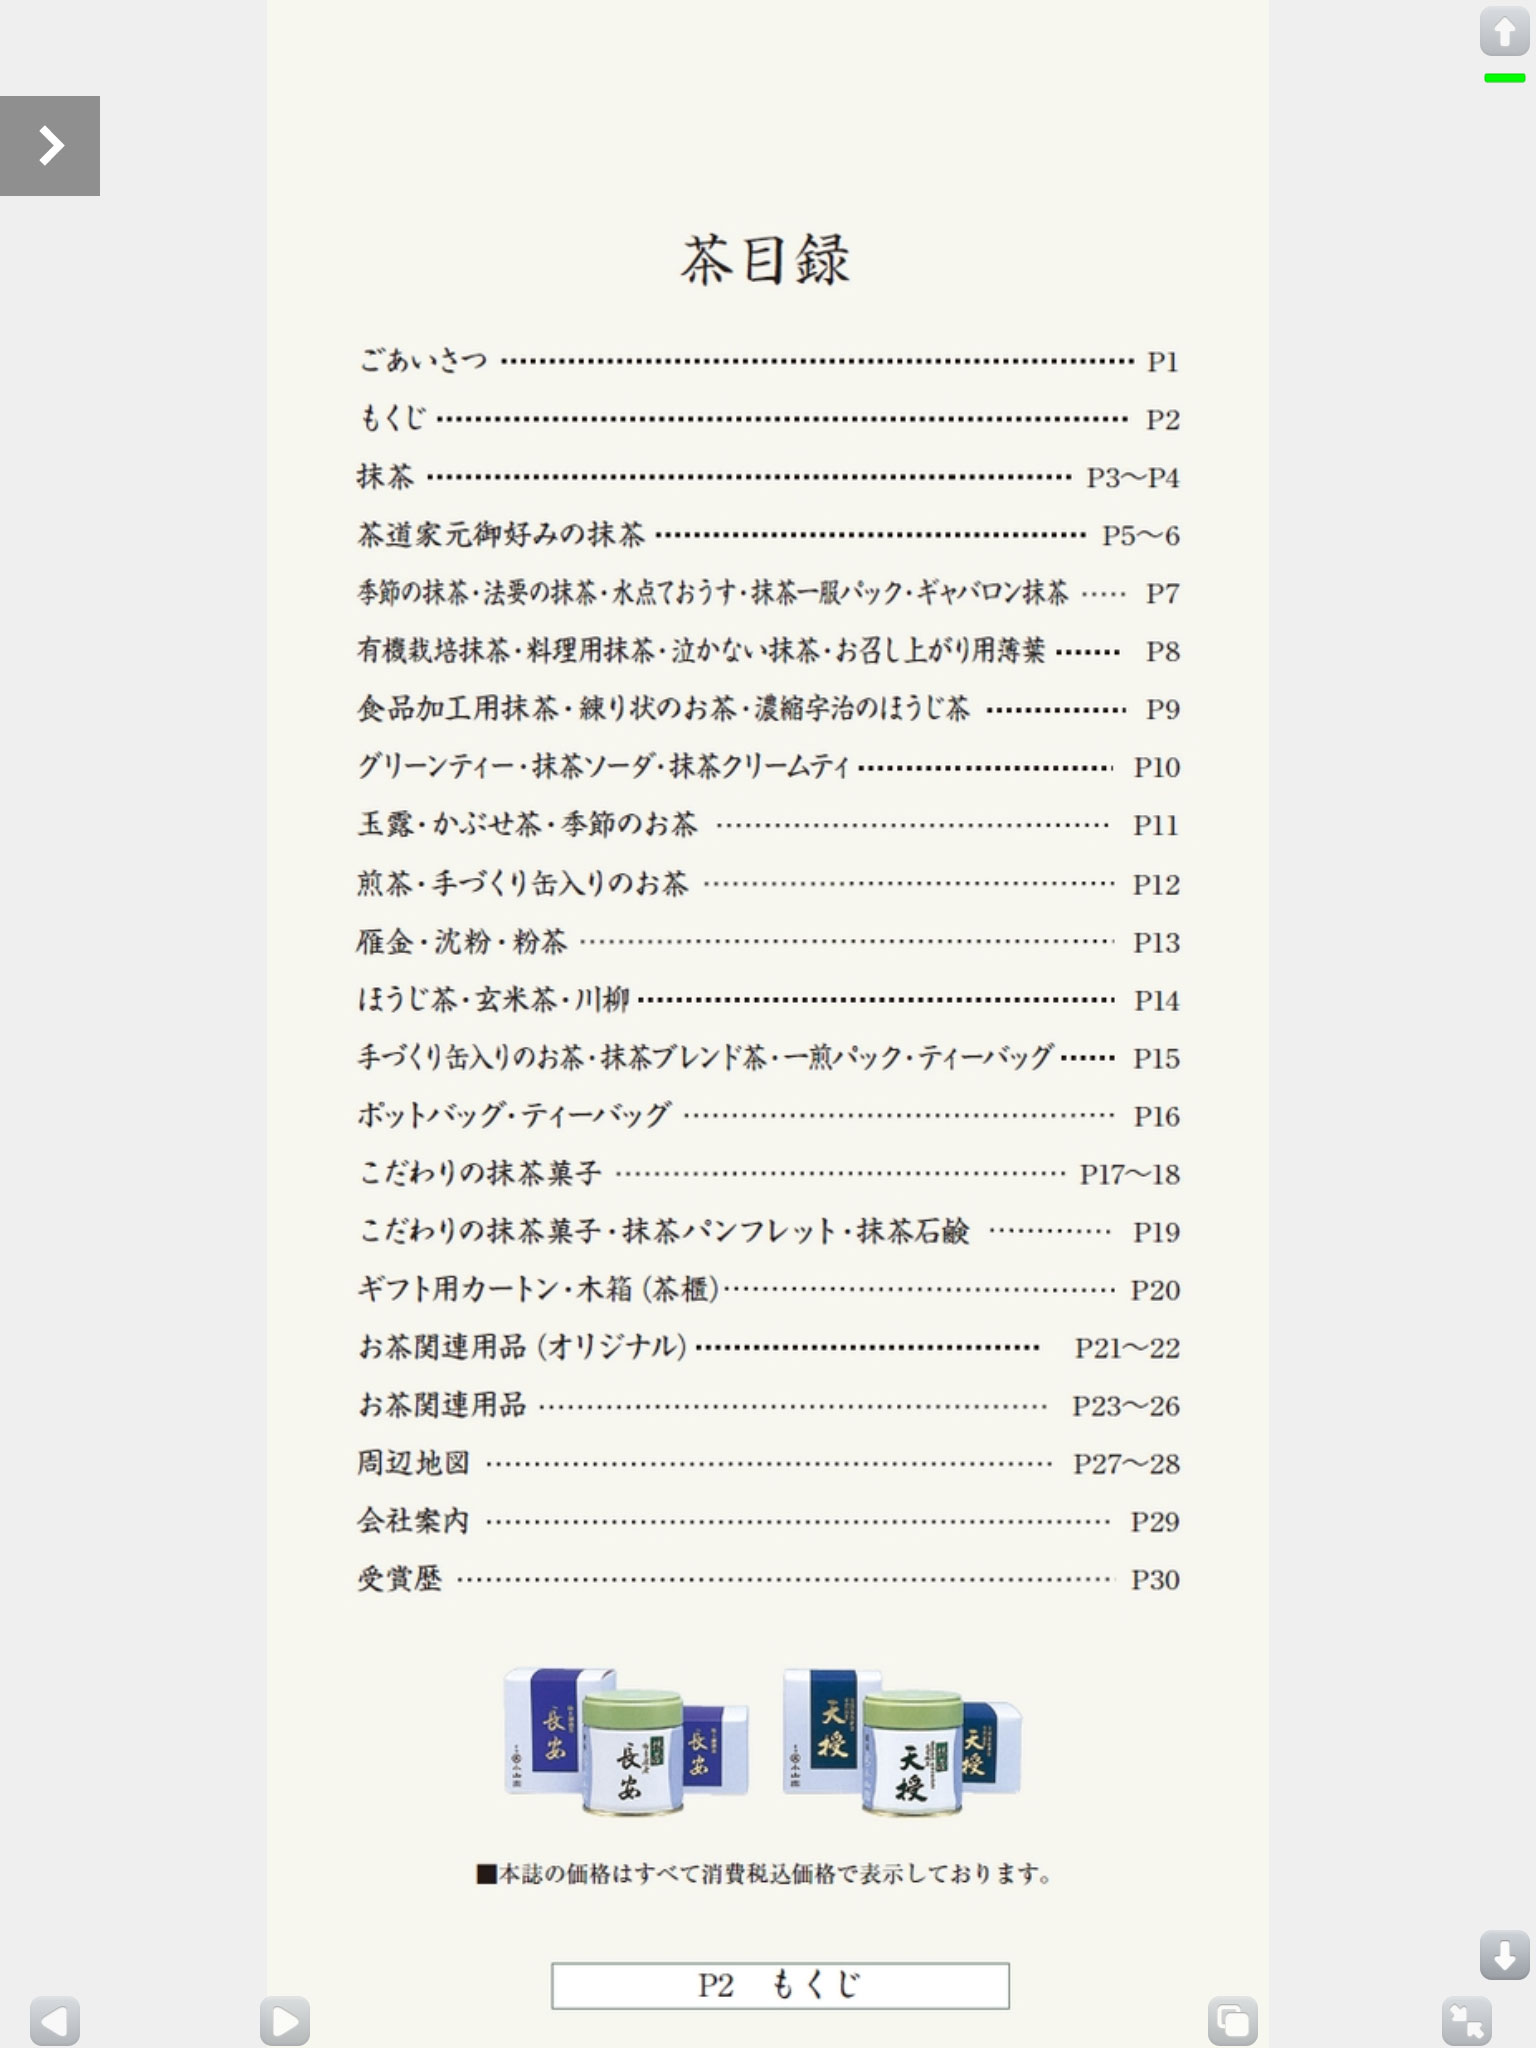 茶目録
ごあいさつ P1
もくじ P2
抹茶 P3〜P4
茶道家元御好みの抹茶 P5〜6
季節の抹茶・法要の抹茶・水点ておうす・抹茶一服パック・ギャバロン抹茶 P7
有機栽培抹茶・料理用抹茶・泣かない抹茶・お召し上がり用薄葉 P8
食品加工用抹茶・練り状のお茶・濃縮宇治のほうじ茶 P9
グリーンティー・抹茶ソーダ・抹茶クリームティ P10
玉露・かぶせ茶・季節のお茶 P11
煎茶・手づくり缶入りのお茶 P12
雁金・沈粉・粉茶 P13
ほうじ茶・玄米茶・川柳 P14
手づくり缶入りのお茶・抹茶ブレンド茶・一煎パック・ティーバッグ P15
ポットバッグ・ティーバッグ P16
こだわりの抹茶菓子 P17〜18
こだわりの抹茶菓子・抹茶パンフレット・抹茶石鹸 P19
ギフト用カートン・木箱(茶櫃) P20
お茶関連用品(オリジナル) P21〜22
お茶関連用品 P23〜26
周辺地図 P27〜28
会社案内 P29
受賞歴 P30
長安
小山園
長安
長安
天授
小山園
天授
天授
■本誌の価格はすべて消費税込価格で表示しております。
P2 もくじ